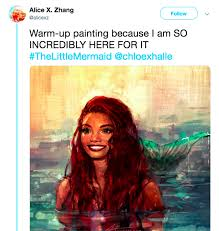 Alice X. Zhang
@alicexz
Follow
Warm-up painting because I am SO
INCREDIBLY HERE FOR IT
#TheLittleMermaid @chloexhalle